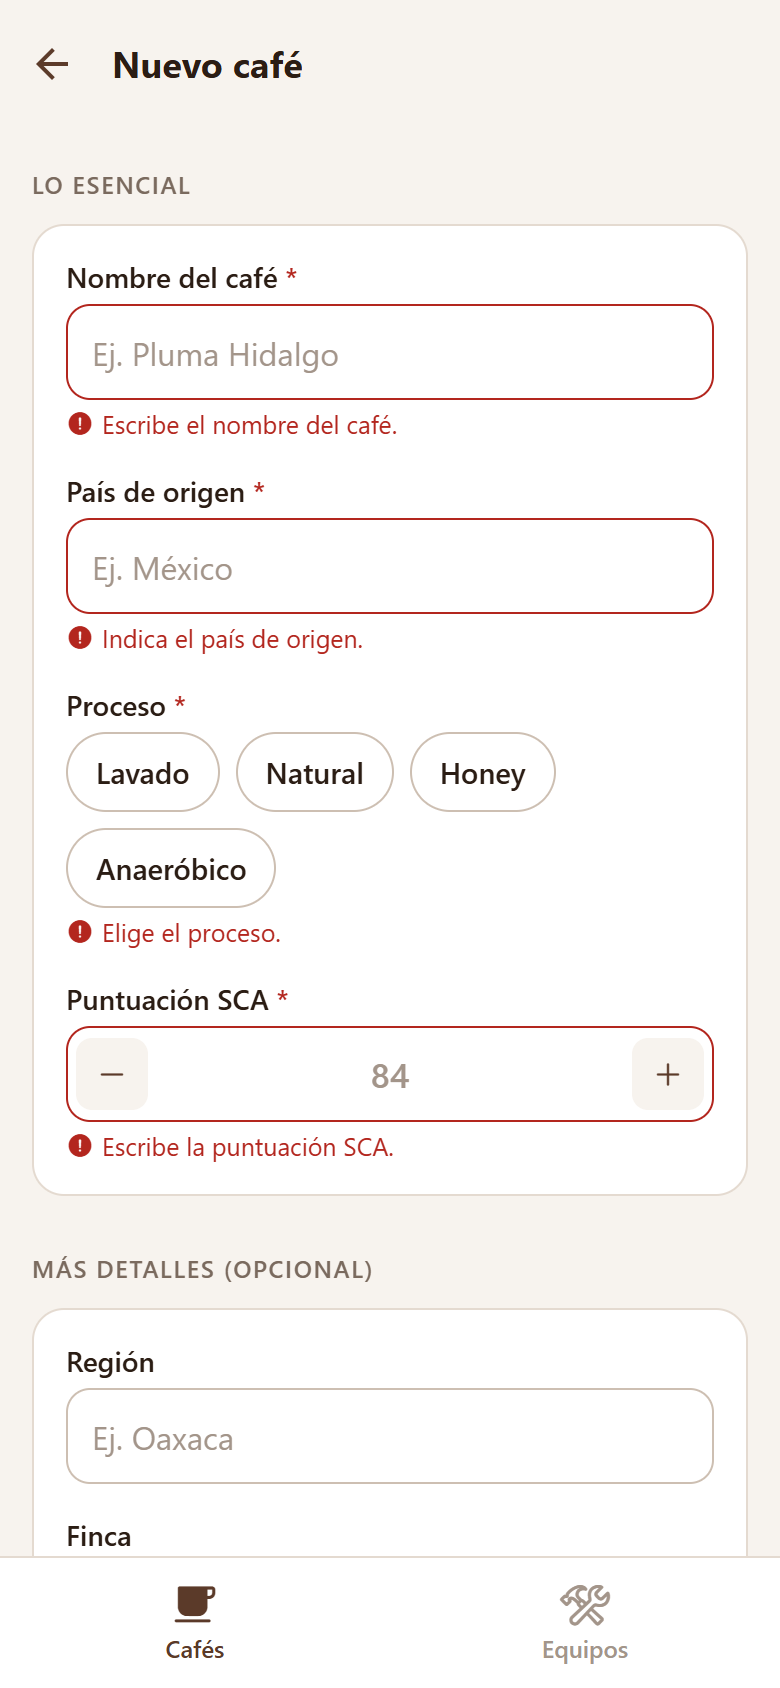 Nuevo café
LO ESENCIAL
Nombre del café *
Ej. Pluma Hidalgo
Escribe el nombre del café.
País de origen *
Ej. México
Indica el país de origen.
Proceso *
Lavado Natural Honey
Anaeróbico
Elige el proceso.
Puntuación SCA *
− 84 +
Escribe la puntuación SCA.
MÁS DETALLES (OPCIONAL)
Región
Ej. Oaxaca
Finca
Cafés Equipos